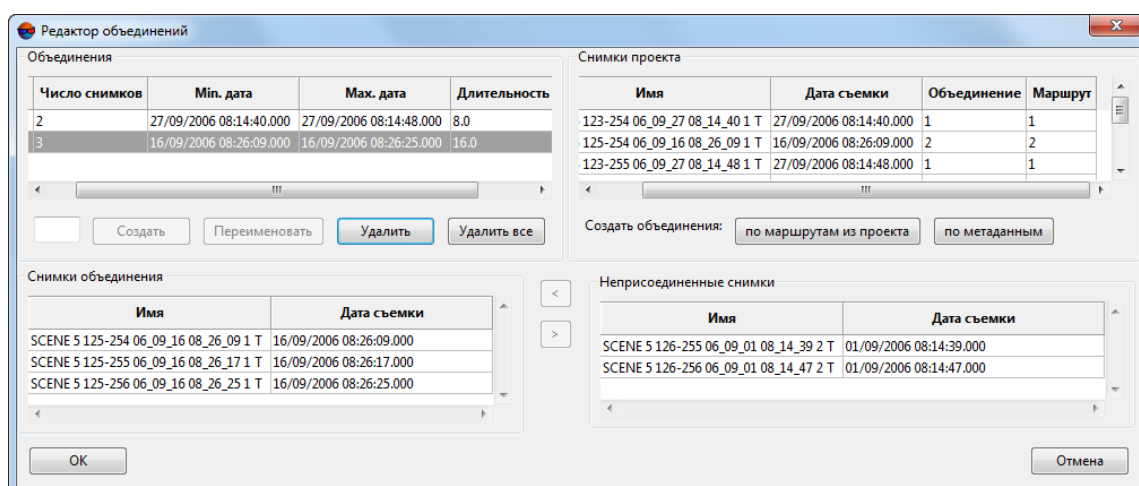 Редактор объединений
Объединения
Число снимков Min. дата Max. дата Длительность
2 27/09/2006 08:14:40.000 27/09/2006 08:14:48.000 8.0
3 16/09/2006 08:26:09.000 16/09/2006 08:26:25.000 16.0
Создать Переименовать Удалить Удалить все
Снимки проекта
Имя Дата съемки Объединение Маршрут
123-254 06_09_27 08_14_40 1 T 27/09/2006 08:14:40.000 1 1
125-254 06_09_16 08_26_09 1 T 16/09/2006 08:26:09.000 2 2
123-255 06_09_27 08_14_48 1 T 27/09/2006 08:14:48.000 1 1
Создать объединения: по маршрутам из проекта по метаданным
Снимки объединения
Имя Дата съемки
SCENE 5 125-254 06_09_16 08_26_09 1 T 16/09/2006 08:26:09.000
SCENE 5 125-255 06_09_16 08_26_17 1 T 16/09/2006 08:26:17.000
SCENE 5 125-256 06_09_16 08_26_25 1 T 16/09/2006 08:26:25.000
<
>
Неприсоединенные снимки
Имя Дата съемки
SCENE 5 126-255 06_09_01 08_14_39 2 T 01/09/2006 08:14:39.000
SCENE 5 126-256 06_09_01 08_14_47 2 T 01/09/2006 08:14:47.000
OK Отмена